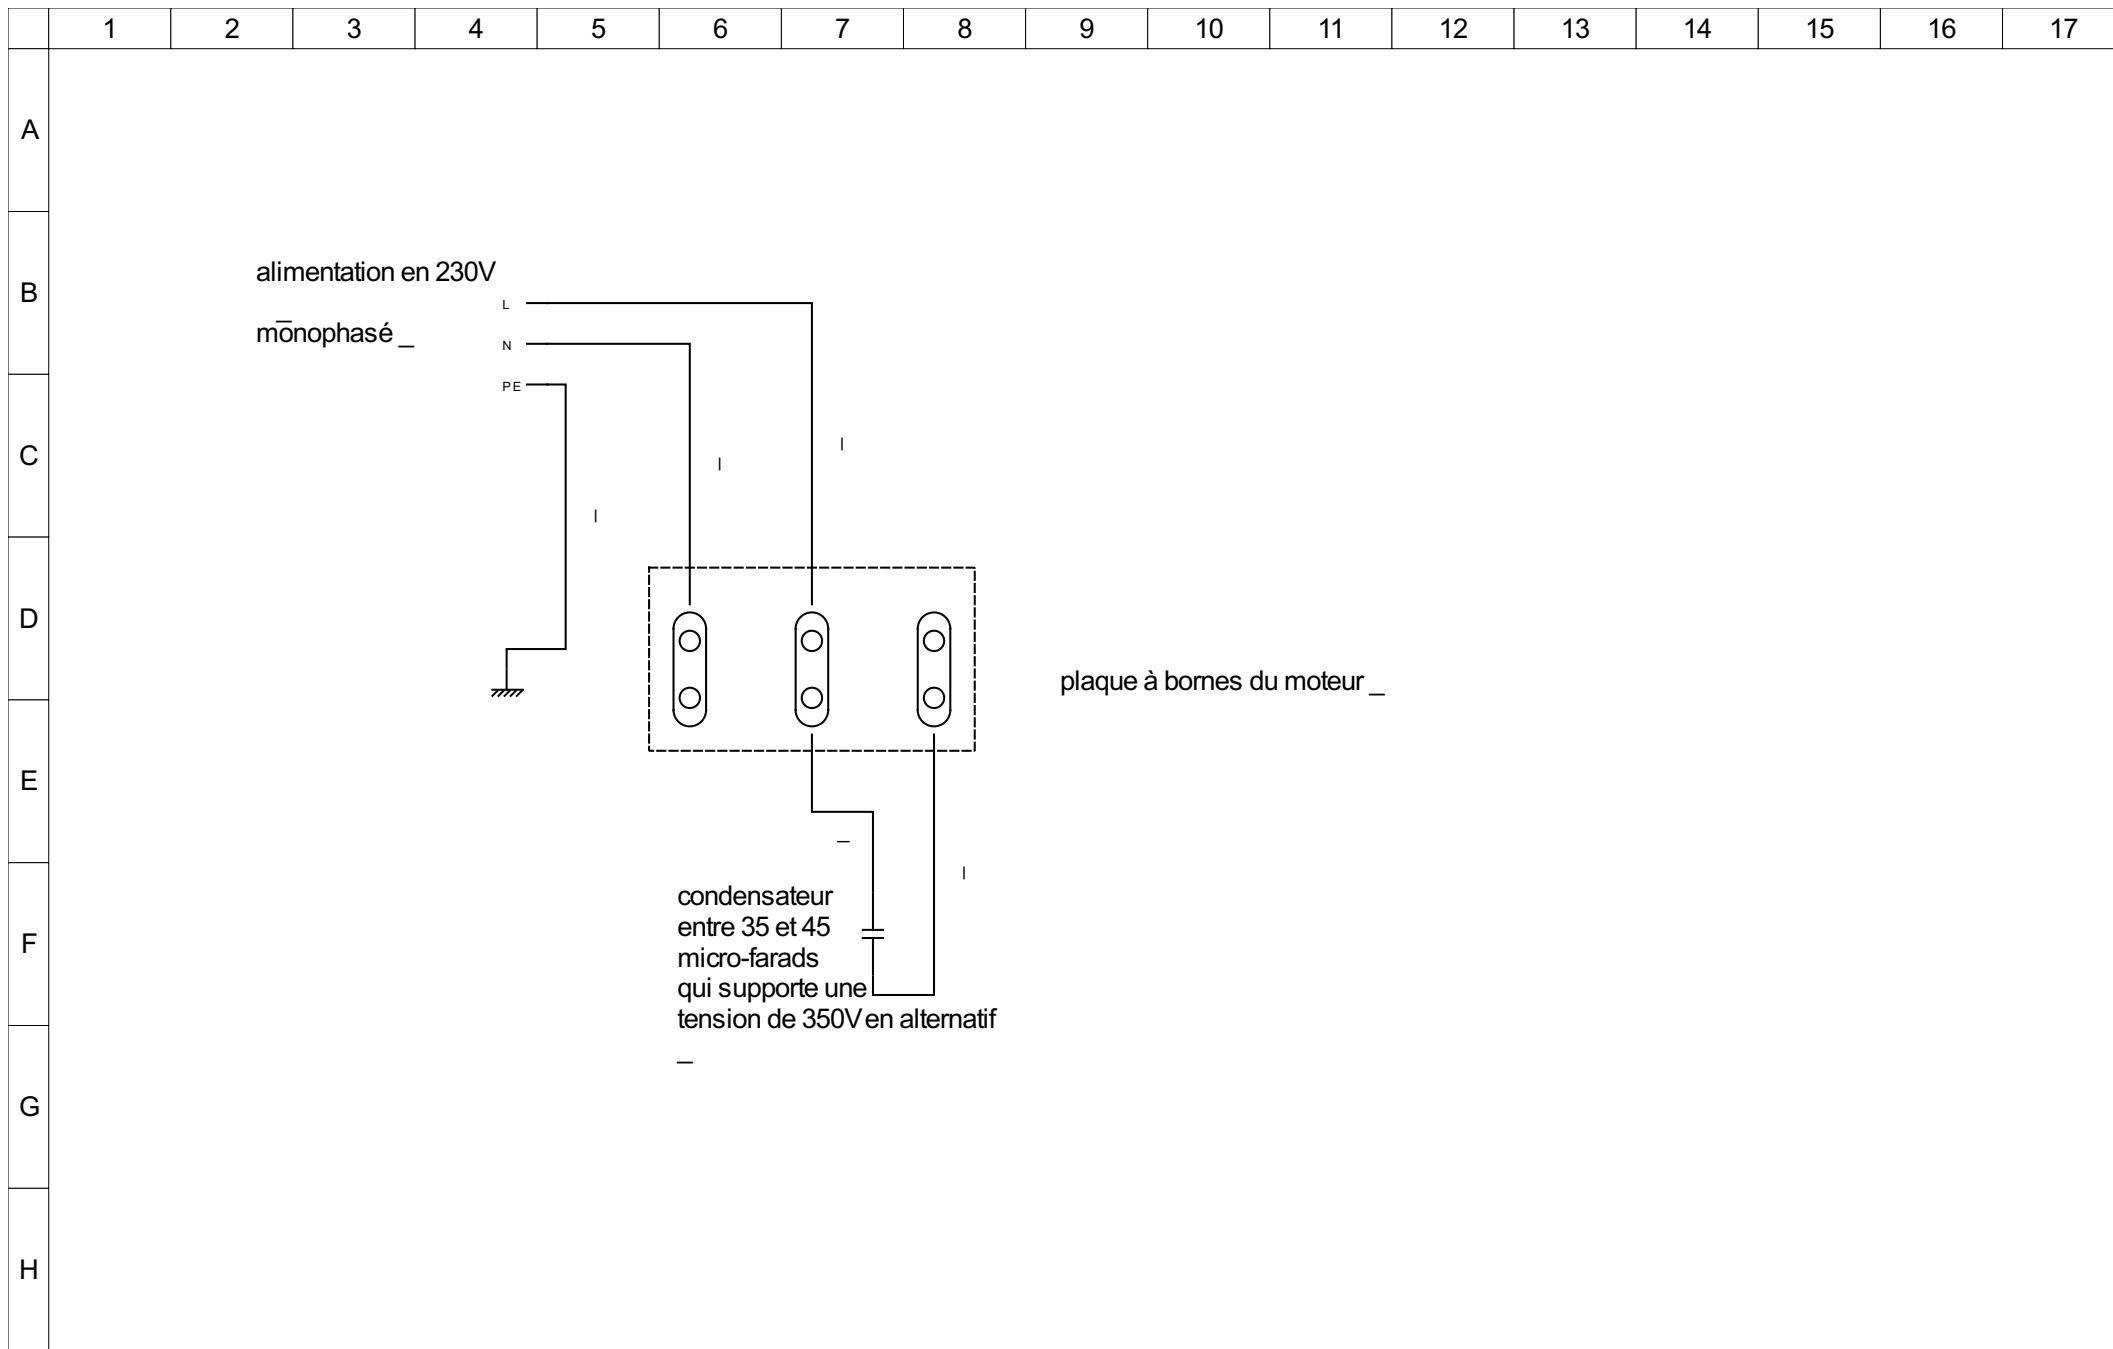 1 2 3 4 5 6 7 8 9 10 11 12 13 14 15 16 17
A
B
C
D
E
F
G
H
alimentation en 230V
monophasé _
L
N
PE
plaque à bornes du moteur _
condensateur
entre 35 et 45
micro-farads
qui supporte une
tension de 350V en alternatif
_